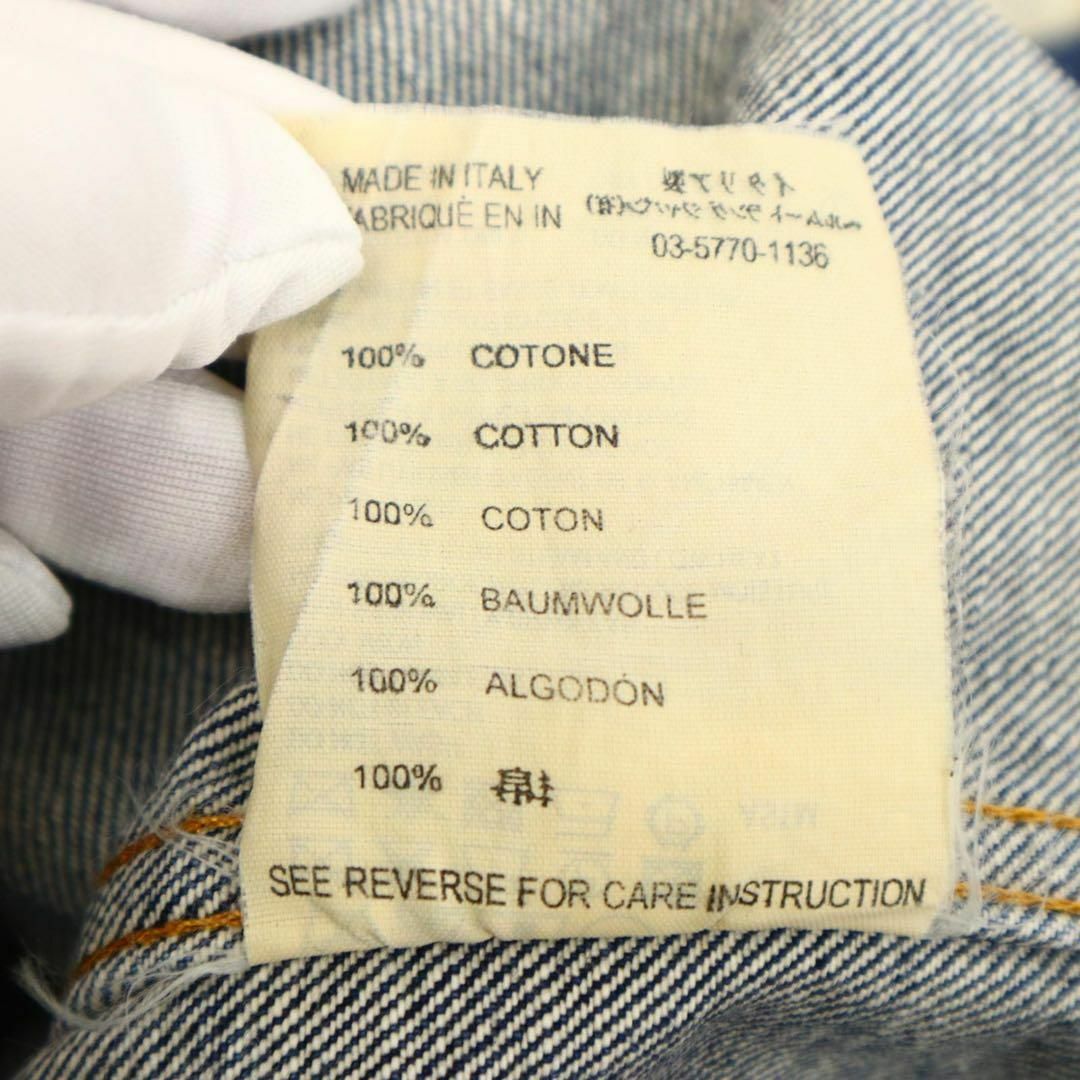 MADE IN ITALY
FABRIQUÉ EN IN
03-5770-1136
100% COTONE
100% COTTON
100% COTON
100% BAUMWOLLE
100% ALGODÓN
100%
SEE REVERSE FOR CARE INSTRUCTION